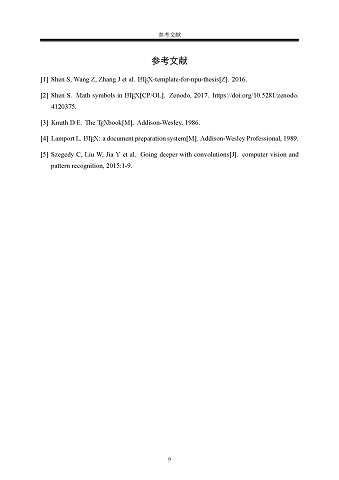 参考文献
参考文献
[1] Shen S, Wang Z, Zhang J et al. LATEX-template-for-npu-thesis[Z]. 2016.
[2] Shen S. Math symbols in LATEX[CP/OL]. Zenodo, 2017. https://doi.org/10.5281/zenodo.
4120375.
[3] Knuth D E. The TEXbook[M]. Addison-Wesley, 1986.
[4] Lamport L. LATEX: a document preparation system[M]. Addison-Wesley Professional, 1989.
[5] Szegedy C, Liu W, Jia Y et al. Going deeper with convolutions[J]. computer vision and
pattern recognition, 2015:1-9.
9